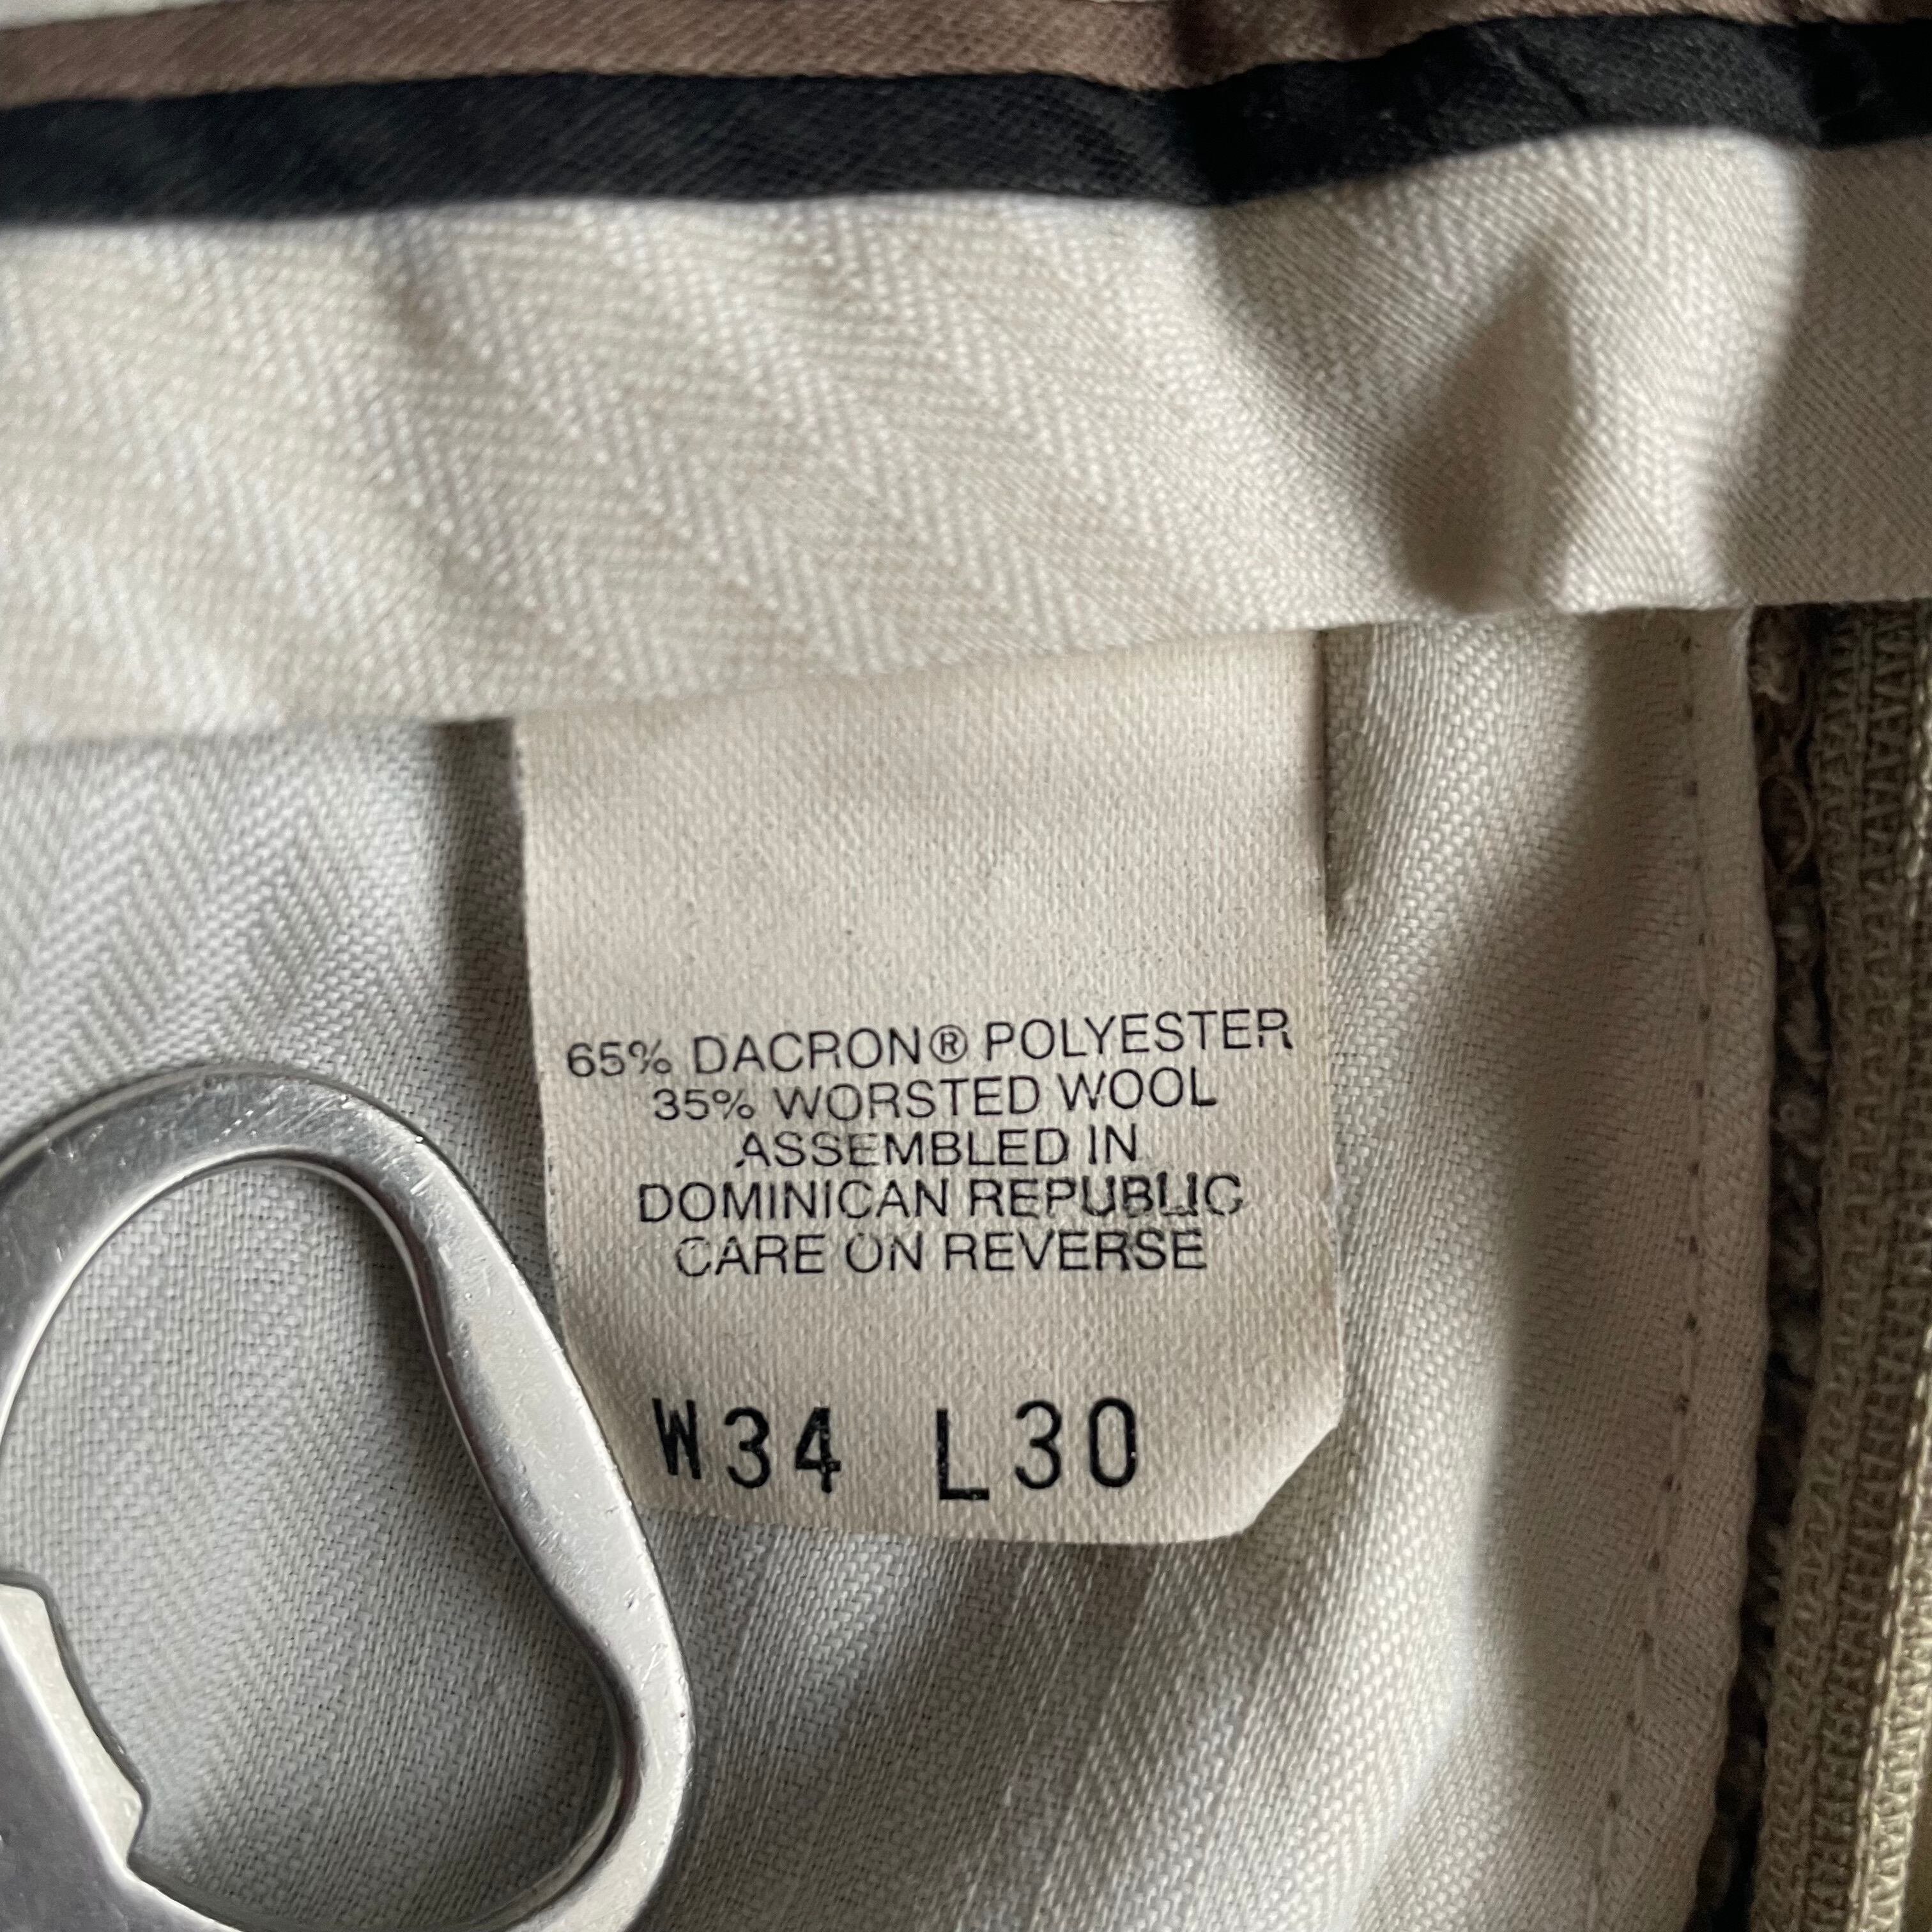 65% DACRON® POLYESTER
35% WORSTED WOOL
ASSEMBLED IN
DOMINICAN REPUBLIC
CARE ON REVERSE
W34 L30